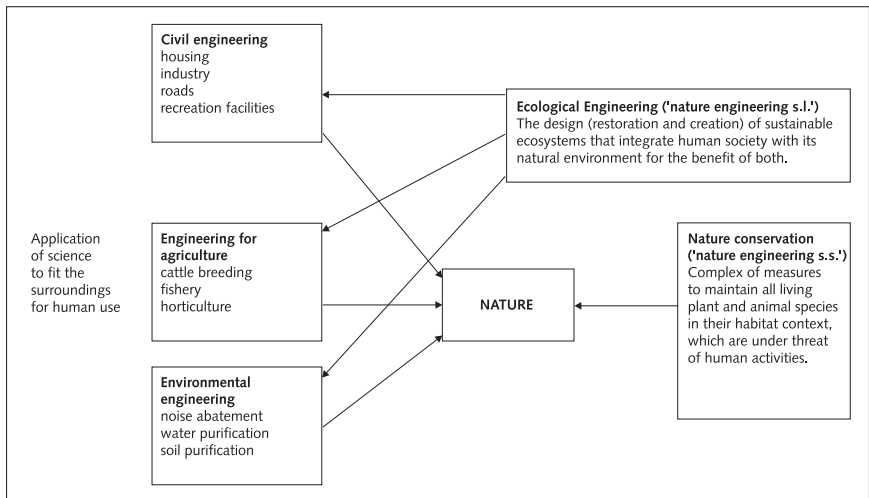 Civil engineering
housing
industry
roads
recreation facilities
Ecological Engineering ('nature engineering s.l.')
The design (restoration and creation) of sustainable
ecosystems that integrate human society with its
natural environment for the benefit of both.
Application
of science
to fit the
surroundings
for human use
Engineering for
agriculture
cattle breeding
fishery
horticulture
NATURE
Nature conservation
('nature engineering s.s.')
Complex of measures
to maintain all living
plant and animal species
in their habitat context,
which are under threat
of human activities.
Environmental
engineering
noise abatement
water purification
soil purification